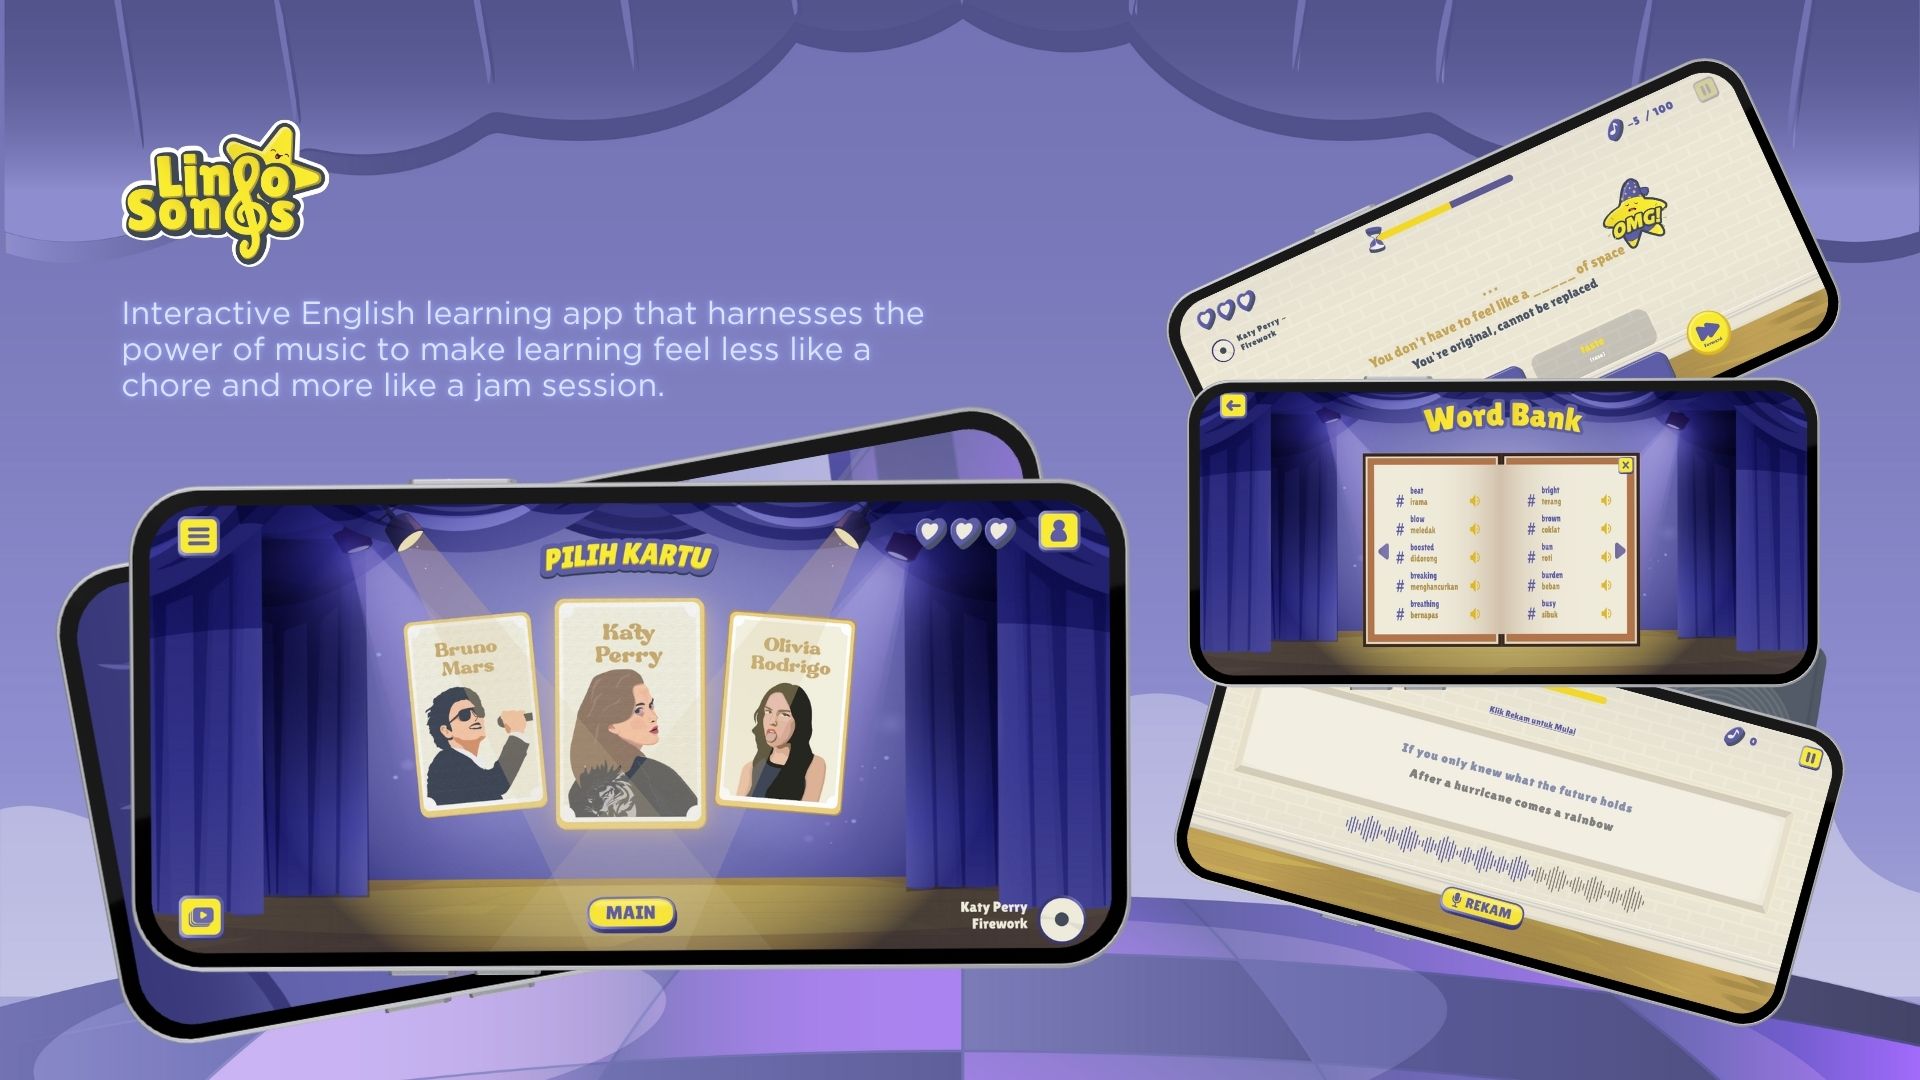 Lingo
Songs
Interactive English learning app that harnesses the
power of music to make learning feel less like a
chore and more like a jam session.
PILIH KARTU
Bruno
Mars
Katy
Perry
Olivia
Rodrigo
MAIN
Katy Perry
Firework
-5 / 100
OMG!
Katy Perry -
Firework
...
You don't have to feel like a _____ of space
You're original, cannot be replaced
taste
(rasa)
Forward
Word Bank
# beat
irama
# blow
meledak
# boosted
didorong
# breaking
menghancurkan
# breathing
bernapas
# bright
terang
# brown
coklat
# bun
roti
# burden
beban
# busy
sibuk
Klik Rekam untuk Mulai
0
If you only knew what the future holds
After a hurricane comes a rainbow
REKAM